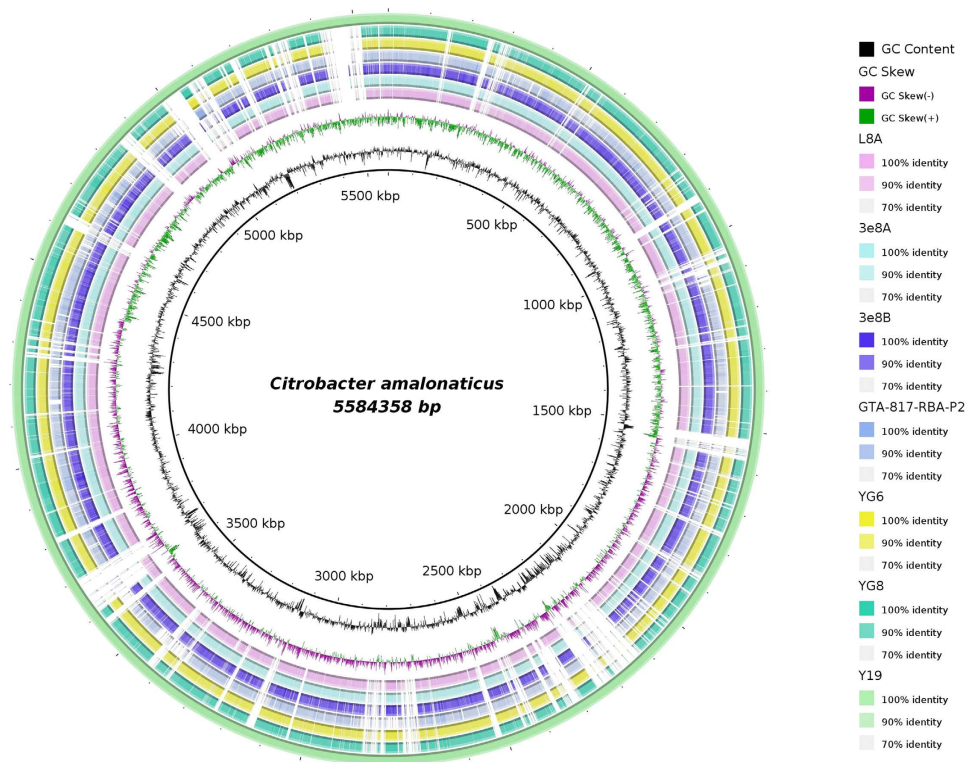 5500 kbp
500 kbp
1000 kbp
1500 kbp
2000 kbp
2500 kbp
3000 kbp
3500 kbp
4000 kbp
4500 kbp
5000 kbp
Citrobacter amalonaticus
5584358 bp
GC Content
GC Skew
GC Skew(-)
GC Skew(+)
L8A
100% identity
90% identity
70% identity
3e8A
100% identity
90% identity
70% identity
3e8B
100% identity
90% identity
70% identity
GTA-817-RBA-P2
100% identity
90% identity
70% identity
YG6
100% identity
90% identity
70% identity
YG8
100% identity
90% identity
70% identity
Y19
100% identity
90% identity
70% identity